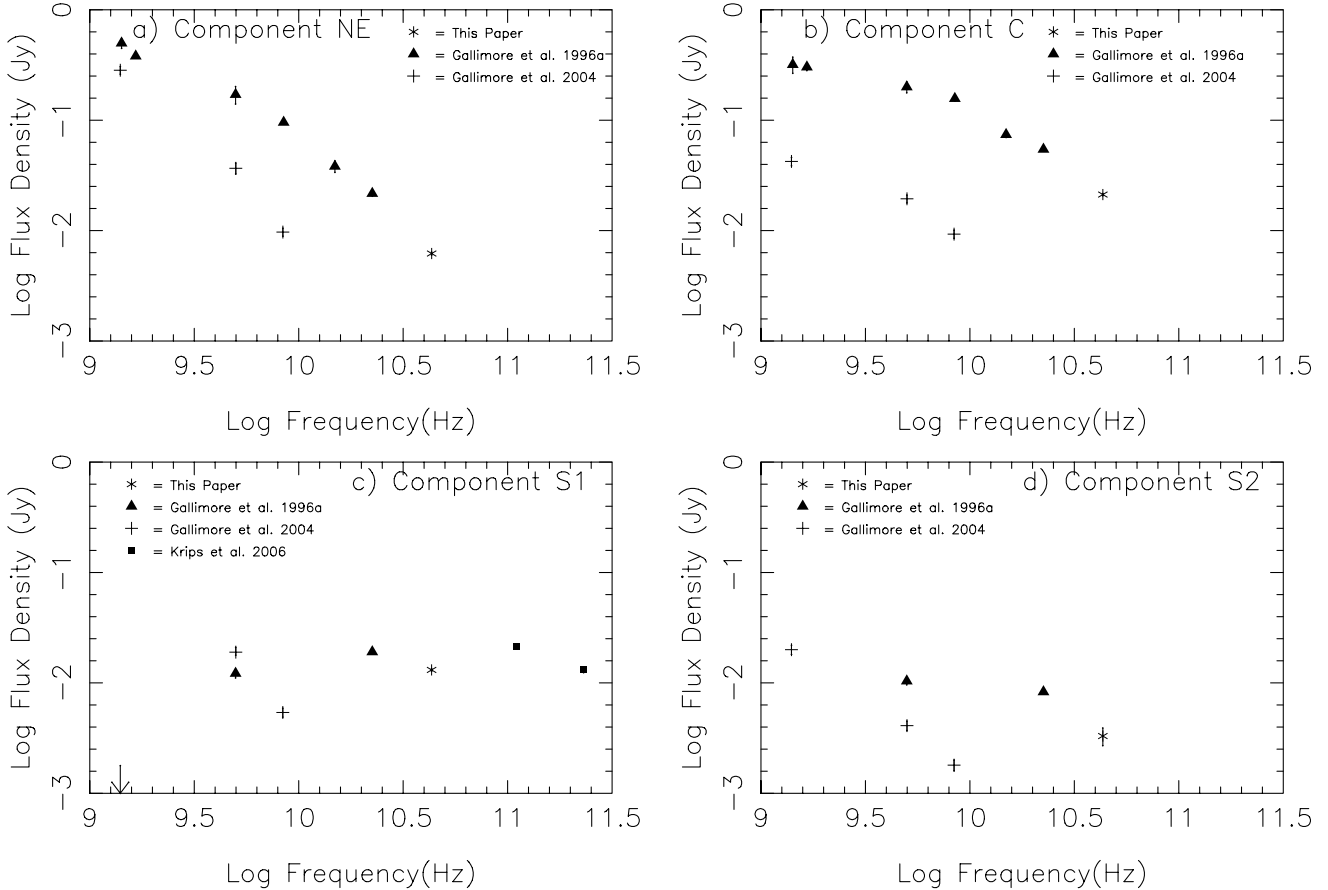 a) Component NE
∗ = This Paper
▲ = Gallimore et al. 1996a
+ = Gallimore et al. 2004
Log Flux Density (Jy)
0
−1
−2
−3
9 9.5 10 10.5 11 11.5
Log Frequency(Hz)
b) Component C
∗ = This Paper
▲ = Gallimore et al. 1996a
+ = Gallimore et al. 2004
Log Flux Density (Jy)
0
−1
−2
−3
9 9.5 10 10.5 11 11.5
Log Frequency(Hz)
c) Component S1
∗ = This Paper
▲ = Gallimore et al. 1996a
+ = Gallimore et al. 2004
■ = Krips et al. 2006
Log Flux Density (Jy)
0
−1
−2
−3
9 9.5 10 10.5 11 11.5
Log Frequency(Hz)
d) Component S2
∗ = This Paper
▲ = Gallimore et al. 1996a
+ = Gallimore et al. 2004
Log Flux Density (Jy)
0
−1
−2
−3
9 9.5 10 10.5 11 11.5
Log Frequency(Hz)